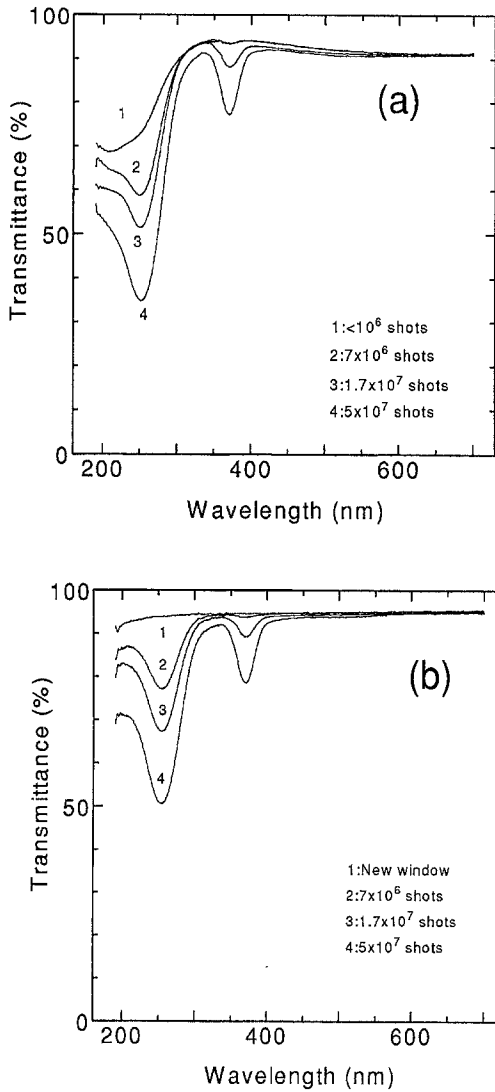 100
(a)
Transmittance (%)
1
2
50
3
4
1:<10⁶ shots
2:7x10⁶ shots
3:1.7x10⁷ shots
4:5x10⁷ shots
0
200 400 600
Wavelength (nm)
100
1
2
(b)
Transmittance (%)
3
4
50
1:New window
2:7x10⁶ shots
3:1.7x10⁷ shots
4:5x10⁷ shots
0
200 400 600
Wavelength (nm)